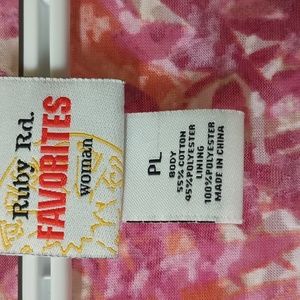 Ruby Rd.
FAVORITES
woman
PL
BODY
55% COTTON
45% POLYESTER
LINING
100% POLYESTER
MADE IN CHINA